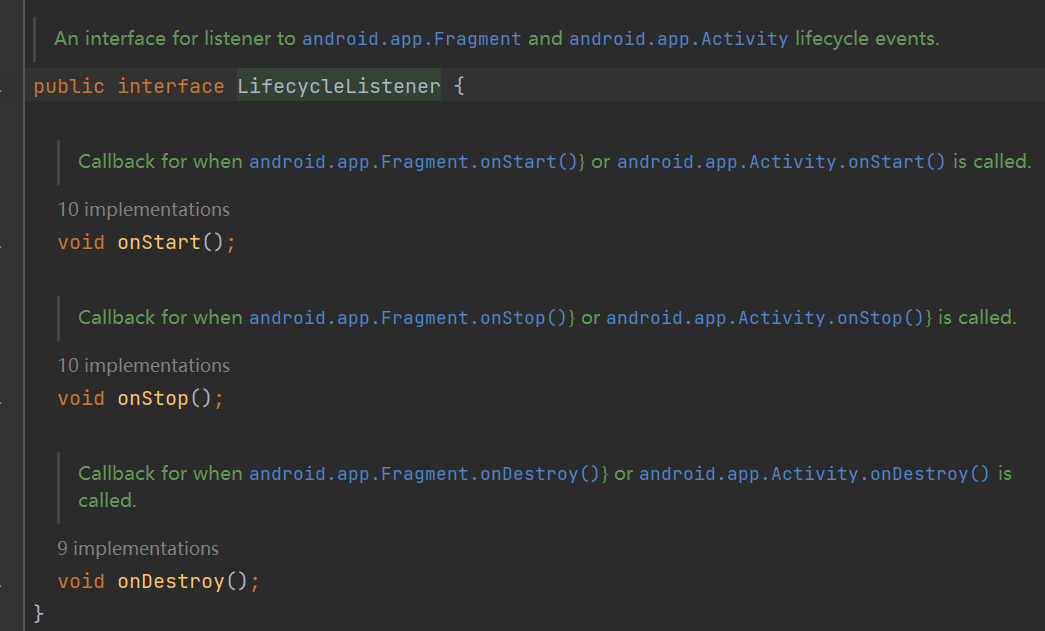 An interface for listener to android.app.Fragment and android.app.Activity lifecycle events.
public interface LifecycleListener {
Callback for when android.app.Fragment.onStart()} or android.app.Activity.onStart() is called.
10 implementations
void onStart();
Callback for when android.app.Fragment.onStop()} or android.app.Activity.onStop()} is called.
10 implementations
void onStop();
Callback for when android.app.Fragment.onDestroy()} or android.app.Activity.onDestroy() is
called.
9 implementations
void onDestroy();
}